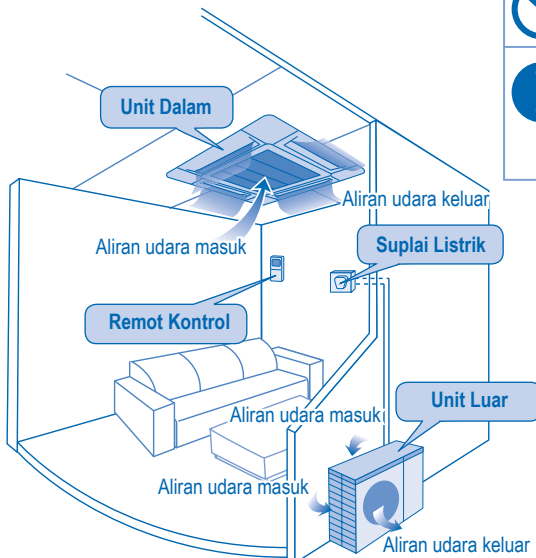 Unit Dalam
Aliran udara keluar
Aliran udara masuk
Suplai Listrik
Remot Kontrol
Unit Luar
Aliran udara masuk
Aliran udara masuk
Aliran udara keluar